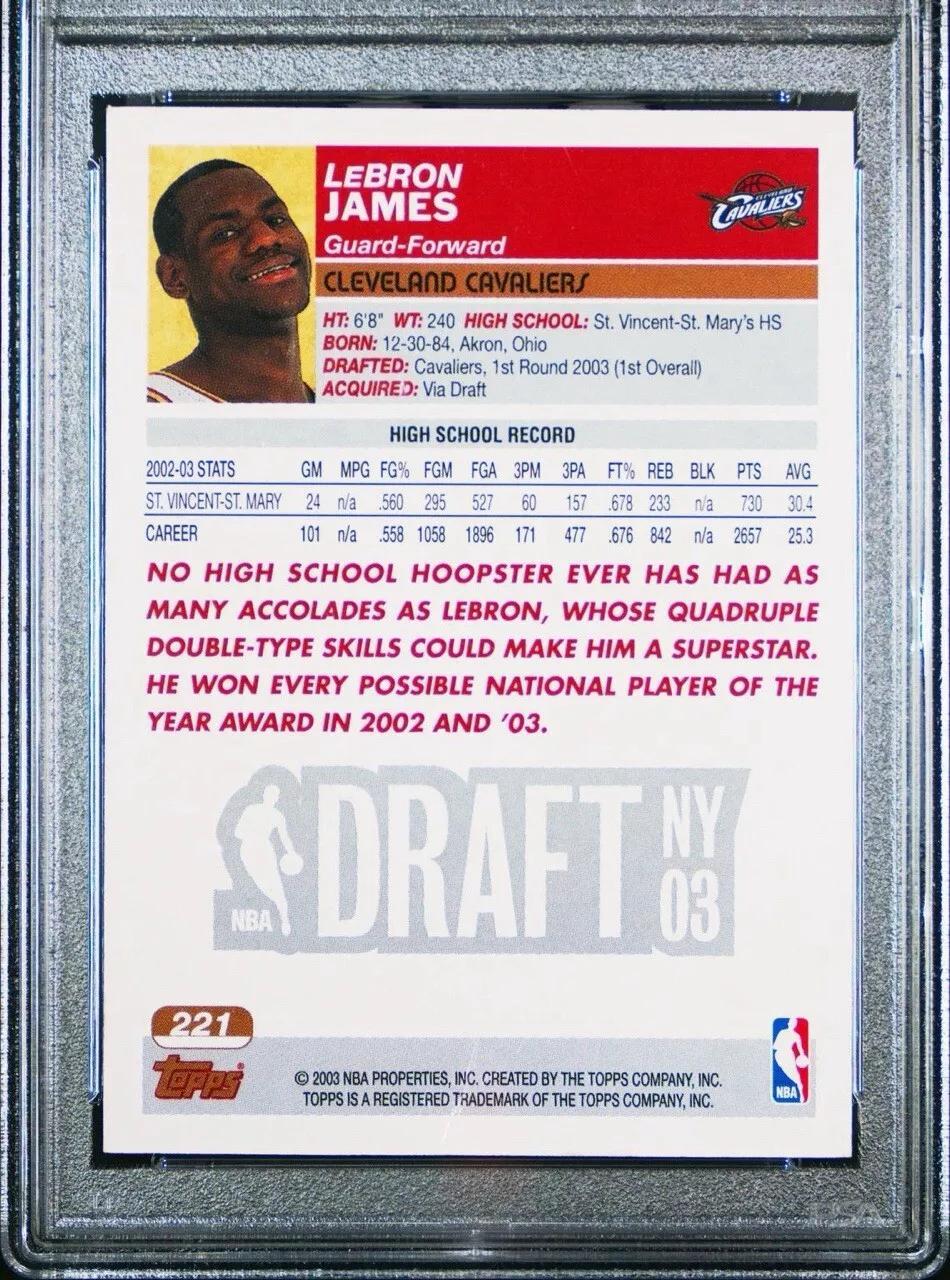 LeBRON
JAMES
Guard-Forward
CLEVELAND CAVALIERS
CLEVELAND CAVALIERS
HT: 6'8" WT: 240 HIGH SCHOOL: St. Vincent-St. Mary's HS
BORN: 12-30-84, Akron, Ohio
DRAFTED: Cavaliers, 1st Round 2003 (1st Overall)
ACQUIRED: Via Draft
HIGH SCHOOL RECORD
2002-03 STATS GM MPG FG% FGM FGA 3PM 3PA FT% REB BLK PTS AVG
ST. VINCENT-ST. MARY 24 n/a .560 295 527 60 157 .678 233 n/a 730 30.4
CAREER 101 n/a .558 1058 1896 171 477 .676 842 n/a 2657 25.3
NO HIGH SCHOOL HOOPSTER EVER HAS HAD AS
MANY ACCOLADES AS LEBRON, WHOSE QUADRUPLE
DOUBLE-TYPE SKILLS COULD MAKE HIM A SUPERSTAR.
HE WON EVERY POSSIBLE NATIONAL PLAYER OF THE
YEAR AWARD IN 2002 AND '03.
NBA DRAFT NY 03
221
Topps®
© 2003 NBA PROPERTIES, INC. CREATED BY THE TOPPS COMPANY, INC.
TOPPS IS A REGISTERED TRADEMARK OF THE TOPPS COMPANY, INC.
NBA
PSA